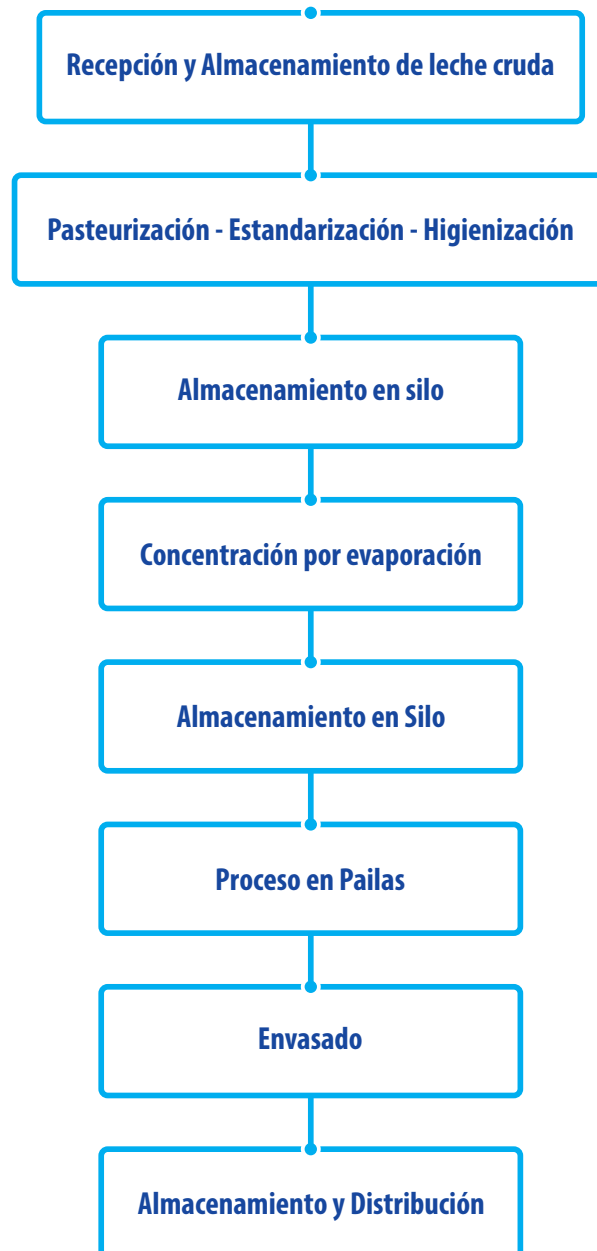 Recepción y Almacenamiento de leche cruda
Pasteurización - Estandarización - Higienización
Almacenamiento en silo
Concentración por evaporación
Almacenamiento en Silo
Proceso en Pailas
Envasado
Almacenamiento y Distribución